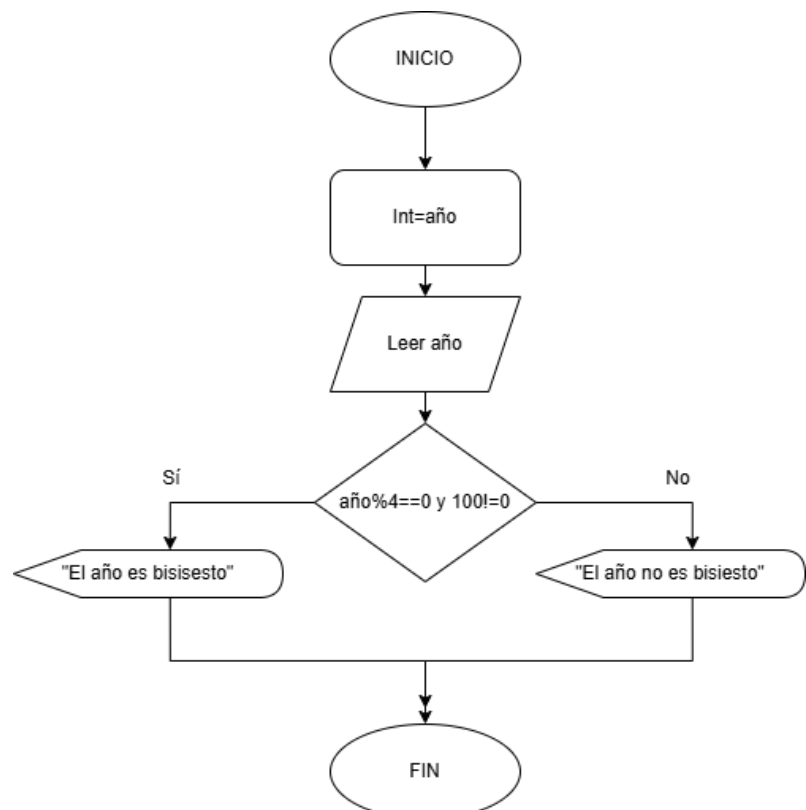 INICIO
Int=año
Leer año
Sí
año%4==0 y 100!=0
No
"El año es bisisesto"
"El año no es bisiesto"
FIN